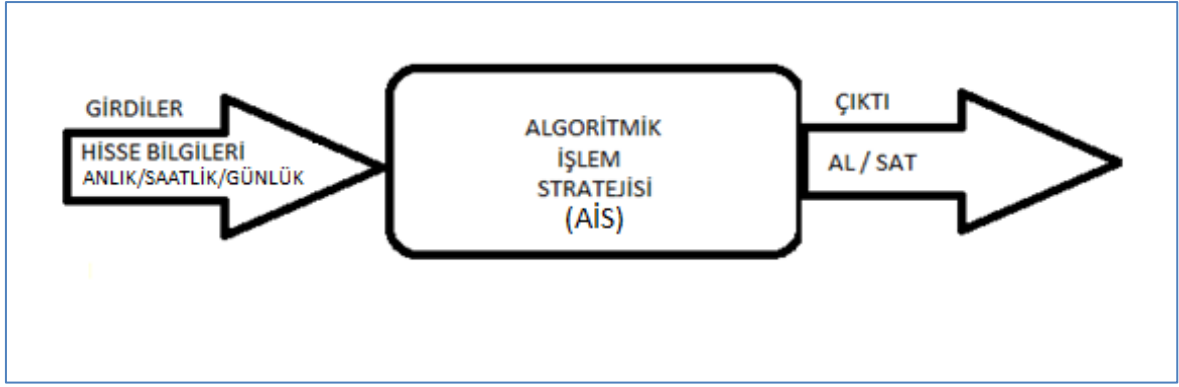 GİRDİLER
HİSSE BİLGİLERİ
ANLIK/SAATLİK/GÜNLÜK
ALGORİTMİK
İŞLEM
STRATEJİSİ
(AİS)
ÇIKTI
AL / SAT